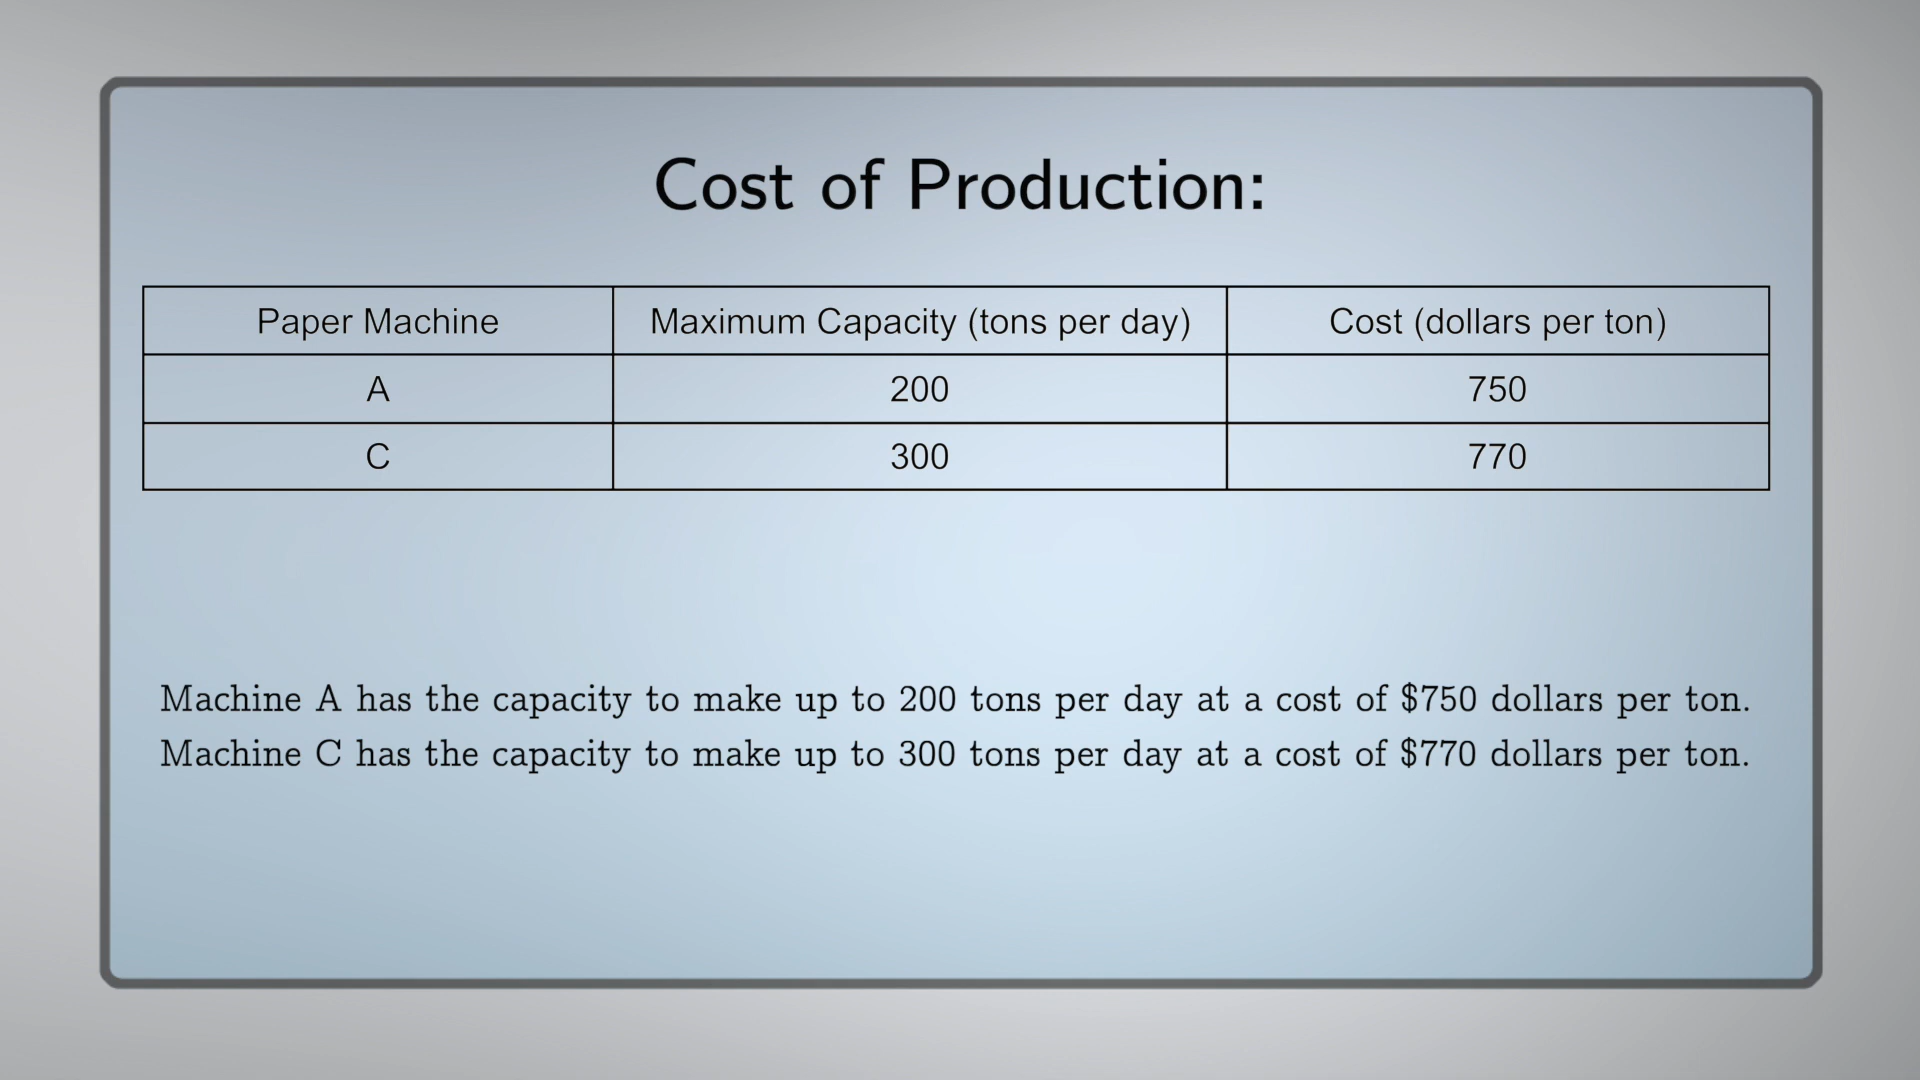 Cost of Production:
Paper Machine Maximum Capacity (tons per day) Cost (dollars per ton)
A 200 750
C 300 770
Machine A has the capacity to make up to 200 tons per day at a cost of $750 dollars per ton.
Machine C has the capacity to make up to 300 tons per day at a cost of $770 dollars per ton.